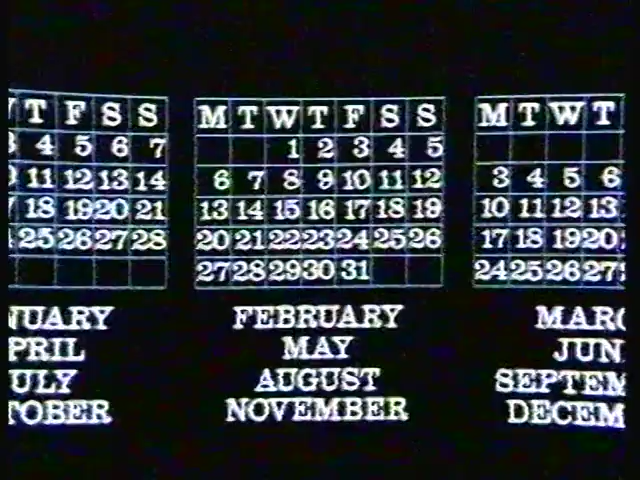 T F S S
4 5 6 7
11 12 13 14
18 19 20 21
25 26 27 28
NUARY
PRIL
ULY
TOBER
M T W T F S S
1 2 3 4 5
6 7 8 9 10 11 12
13 14 15 16 17 18 19
20 21 22 23 24 25 26
27 28 29 30 31
FEBRUARY
MAY
AUGUST
NOVEMBER
M T W T
3 4 5 6
10 11 12 13
17 18 19 20
24 25 26 27
MARC
JUN
SEPTEM
DECEM